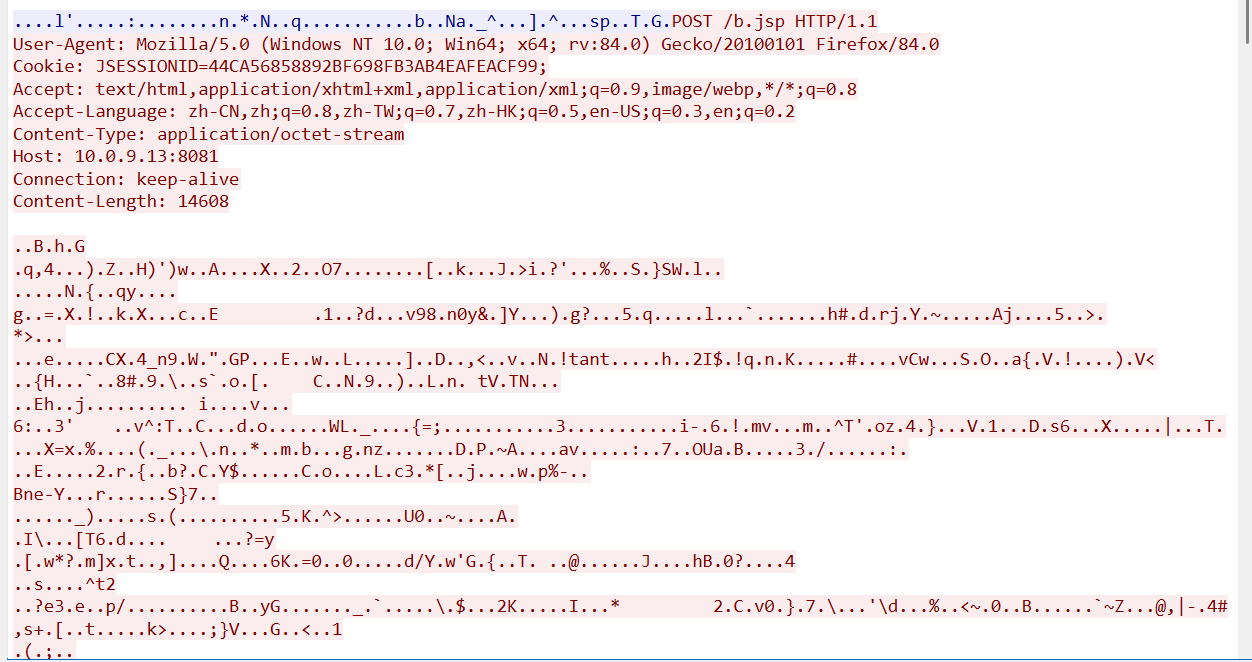 ....l'.....:........n.*.N..q...........b..Na._^...].^...sp..T.G.POST /b.jsp HTTP/1.1
User-Agent: Mozilla/5.0 (Windows NT 10.0; Win64; x64; rv:84.0) Gecko/20100101 Firefox/84.0
Cookie: JSESSIONID=44CA56858892BF698FB3AB4EAFEACF99;
Accept: text/html,application/xhtml+xml,application/xml;q=0.9,image/webp,*/*;q=0.8
Accept-Language: zh-CN,zh;q=0.8,zh-TW;q=0.7,zh-HK;q=0.5,en-US;q=0.3,en;q=0.2
Content-Type: application/octet-stream
Host: 10.0.9.13:8081
Connection: keep-alive
Content-Length: 14608
..B.h.G
.q,4...).Z..H)')w..A....X..2..O7........[..k...J.>i.?'...%..S.}SW.l..
.....N.{..qy....
g..=.X.!..k.X...c..E	.1..?d...v98.n0y&.]Y...).g?...5.q.....l...`.......h#.d.rj.Y.~.....Aj....5..>.
*>...
...e.....CX.4_n9.W.".GP...E..w..L.....]..D..,<..v..N.!tant.....h..2I$.!q.n.K.....#....vCw...S.O..a{.V.!....).V<
..{H...`..8#.9.\..s`.o.[.	C..N.9..)..L.n. tV.TN...
..Eh..j.......... i....v...
6:..3'	..v^:T..C...d.o......WL._....{=;...........3...........i-.6.!.mv...m..^T'.oz.4.}...V.1...D.s6...X.....|...T.
...X=x.%....(._...\.n..*..m.b...g.nz.......D.P.~A....av.....:..7..OUa.B.....3./......:.
..E.....2.r.{..b?.C.Y$......C.o....L.c3.*[..j....w.p%-..
Bne-Y...r......S}7..
......_).....s.(..........5.K.^>......U0..~....A.
.I\...[T6.d....	...?=y
.[.w*?.m]x.t..,]....Q....6K.=0..0.....d/Y.w'G.{..T. ..@......J....hB.0?....4
..s....^t2
..?e3.e..p/..........B..yG......._.`.....\.$...2K.....I...*	2.C.v0.}.7.\...'\d...%..<~.0..B......`~Z...@,|-.4#
,s+.[..t.....k>....;}V...G..<..1
.(.;..